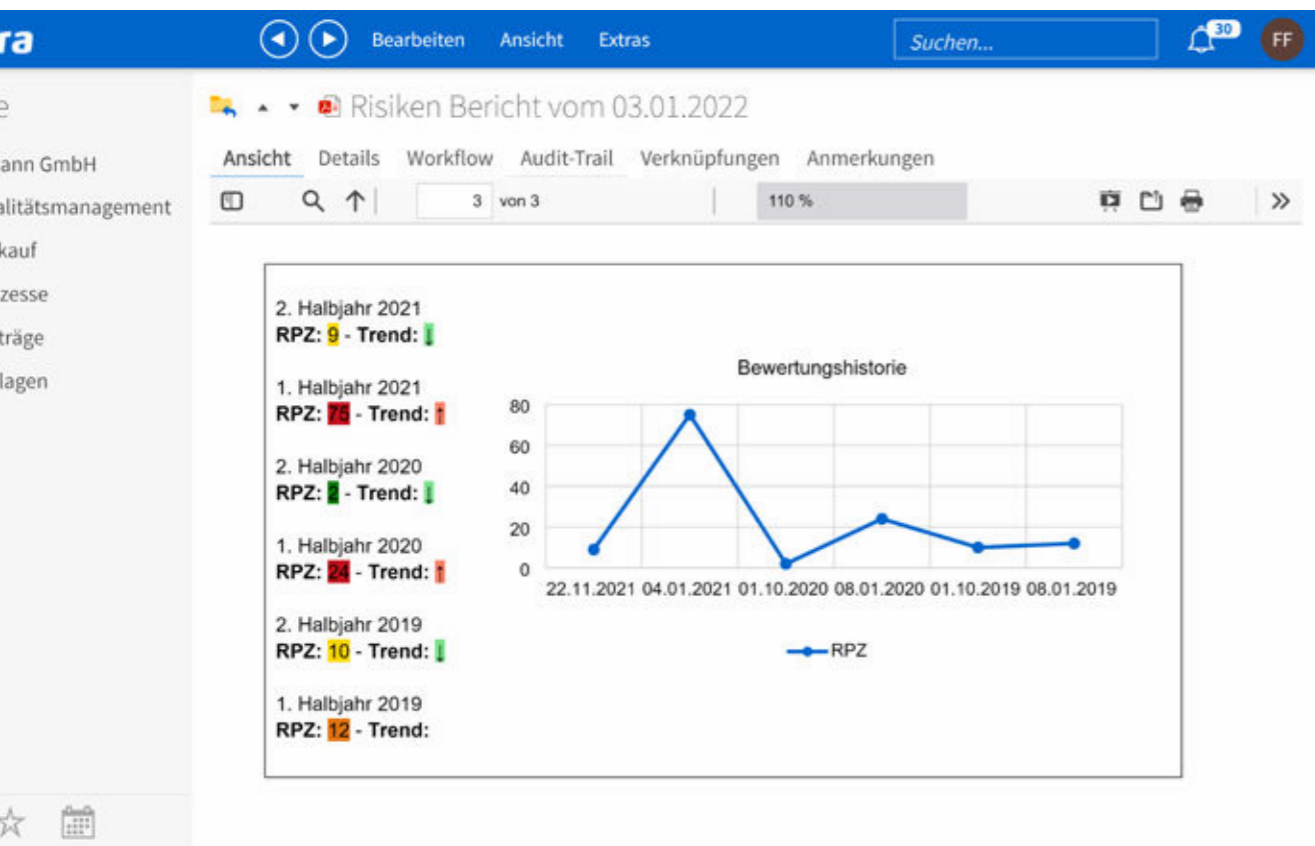 ra
Bearbeiten Ansicht Extras
Suchen...
30
FF
e
Risiken Bericht vom 03.01.2022
ann GmbH
Ansicht Details Workflow Audit-Trail Verknüpfungen Anmerkungen
alitätsmanagement
3 von 3
110 %
kauf
zesse
träge
lagen
2. Halbjahr 2021
RPZ: 9 - Trend: ↓
1. Halbjahr 2021
RPZ: 75 - Trend: ↑
2. Halbjahr 2020
RPZ: 2 - Trend: ↓
1. Halbjahr 2020
RPZ: 24 - Trend: ↑
2. Halbjahr 2019
RPZ: 10 - Trend: ↓
1. Halbjahr 2019
RPZ: 12 - Trend:
Bewertungshistorie
80
60
40
20
0
22.11.2021 04.01.2021 01.10.2020 08.01.2020 01.10.2019 08.01.2019
RPZ